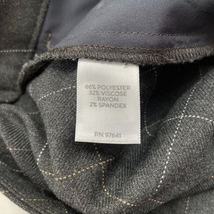 66% POLYESTER
32% VISCOSE
RAYON
2% SPANDEX
RN 97641